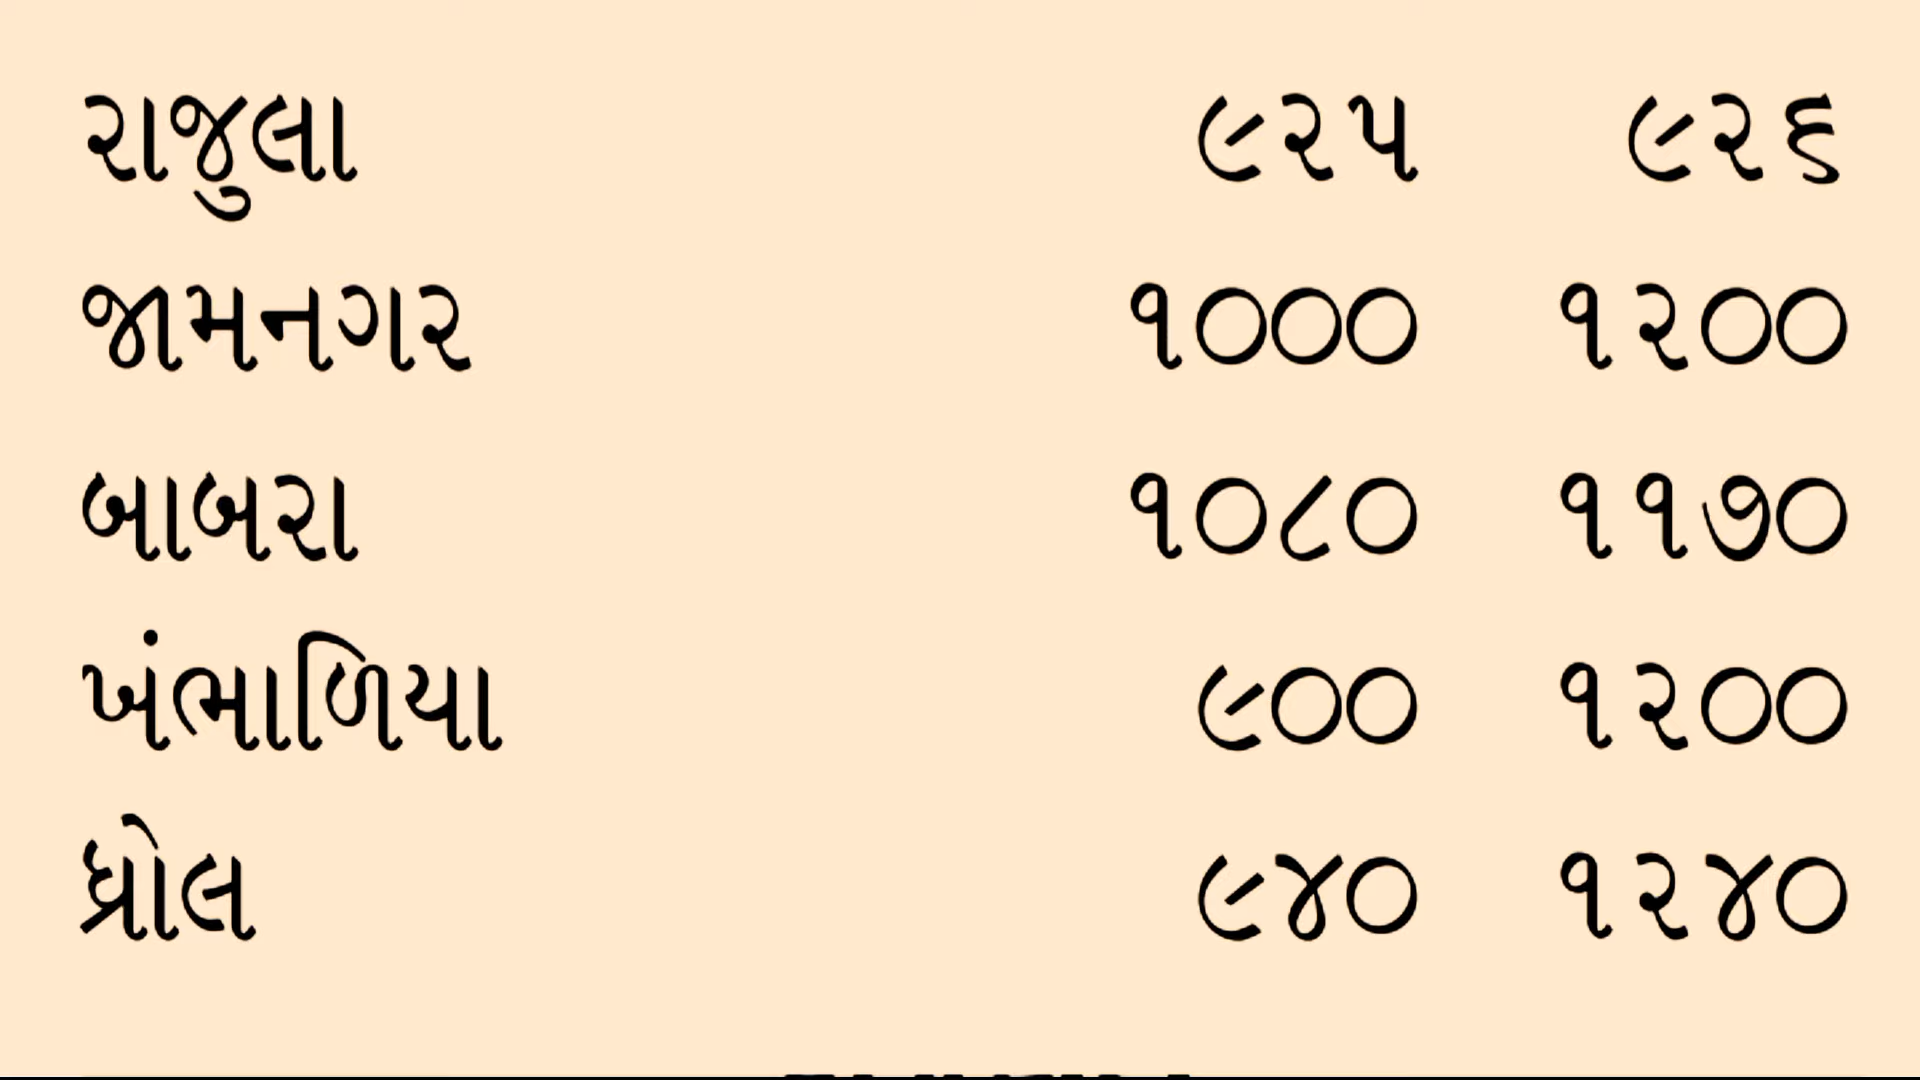 રાજુલા ૯૨૫ ૯૨૬
જામનગર ૧૦૦૦ ૧૨૦૦
બાબરા ૧૦૮૦ ૧૧૭૦
ખંભાળિયા ૯૦૦ ૧૨૦૦
ધ્રોલ ૯૪૦ ૧૨૪૦